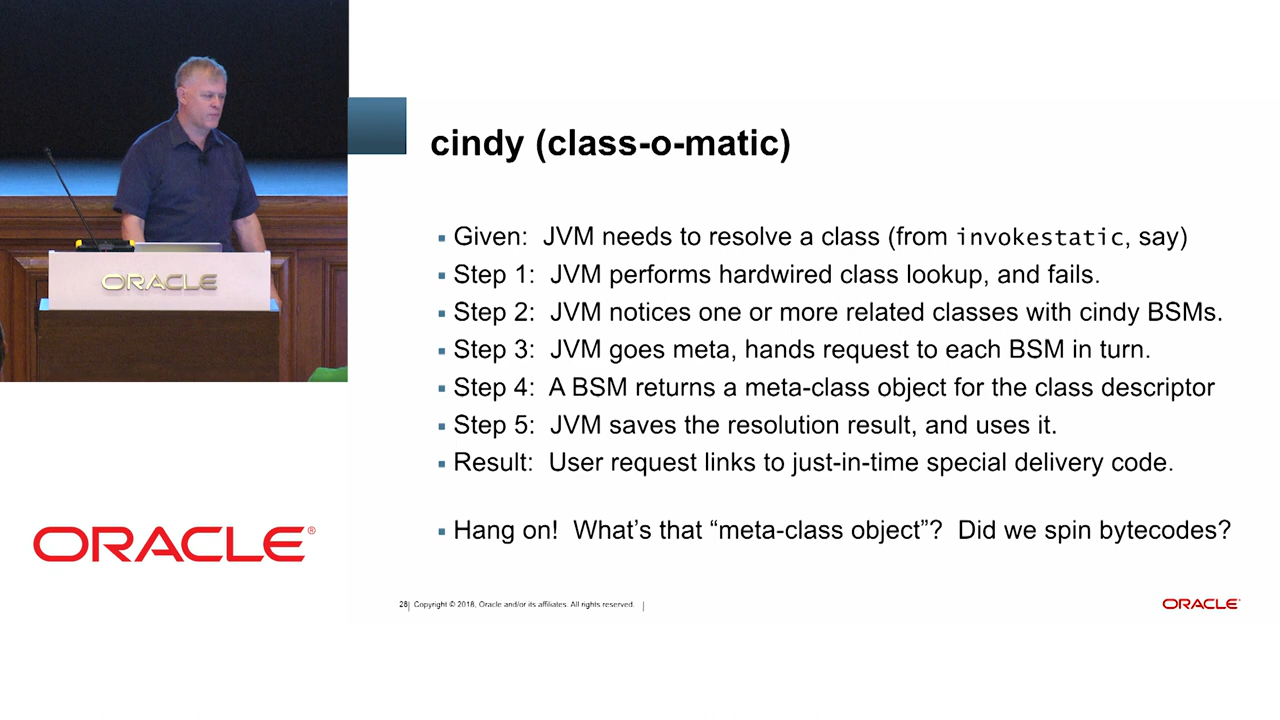 ORACLE
cindy (class-o-matic)
▪ Given:  JVM needs to resolve a class (from invokestatic, say)
▪ Step 1:  JVM performs hardwired class lookup, and fails.
▪ Step 2:  JVM notices one or more related classes with cindy BSMs.
▪ Step 3:  JVM goes meta, hands request to each BSM in turn.
▪ Step 4:  A BSM returns a meta-class object for the class descriptor
▪ Step 5:  JVM saves the resolution result, and uses it.
▪ Result:  User request links to just-in-time special delivery code.
▪ Hang on!  What’s that “meta-class object”?  Did we spin bytecodes?
ORACLE®
28| Copyright © 2018, Oracle and/or its affiliates. All rights reserved. |
ORACLE®